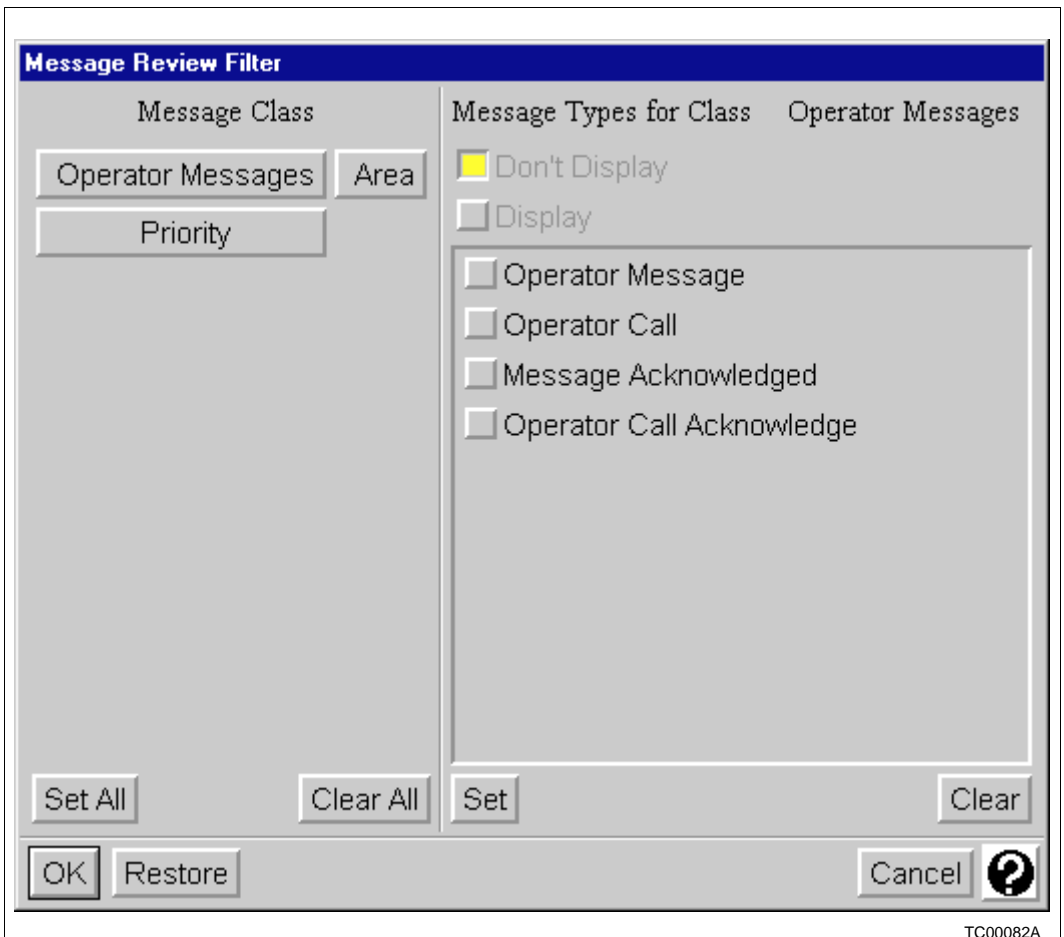 Message Review Filter
Message Class
Operator Messages
Area
Priority
Set All
Clear All
Message Types for Class Operator Messages
Don't Display
Display
Operator Message
Operator Call
Message Acknowledged
Operator Call Acknowledge
Set
Clear
OK
Restore
Cancel
?
TC00082A